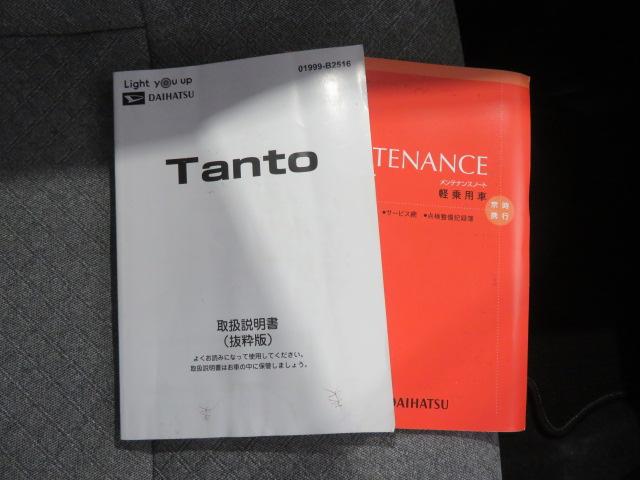 01999-B2516
Light you up
DAIHATSU
Tanto
取扱説明書
（抜粋版）
よくお読みになって使用してください。
取扱説明書はお車の中に保管しましょう。
TENANCE
メンテナンスノート
軽乗用車
常時
携行
•サービス網 •点検整備記録簿
DAIHATSU